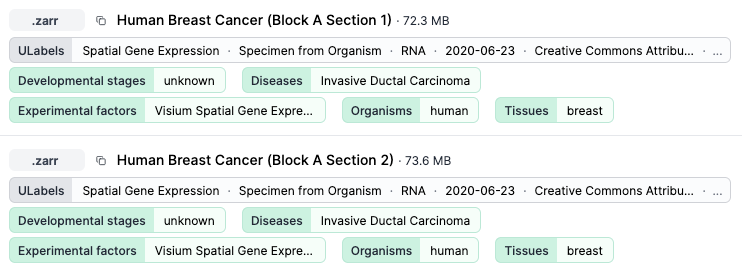 .zarr Human Breast Cancer (Block A Section 1) · 72.3 MB
ULabels Spatial Gene Expression · Specimen from Organism · RNA · 2020-06-23 · Creative Commons Attribu... · ...
Developmental stages unknown Diseases Invasive Ductal Carcinoma
Experimental factors Visium Spatial Gene Expre... Organisms human Tissues breast
.zarr Human Breast Cancer (Block A Section 2) · 73.6 MB
ULabels Spatial Gene Expression · Specimen from Organism · RNA · 2020-06-23 · Creative Commons Attribu... · ...
Developmental stages unknown Diseases Invasive Ductal Carcinoma
Experimental factors Visium Spatial Gene Expre... Organisms human Tissues breast